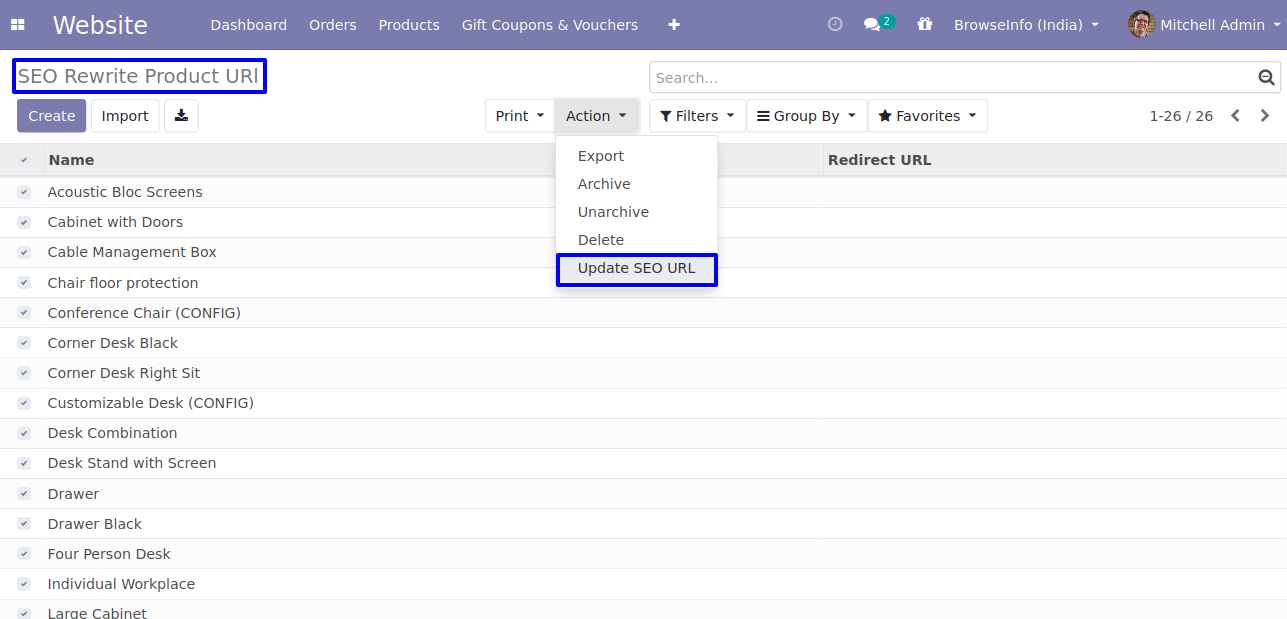 Website Dashboard Orders Products Gift Coupons & Vouchers 2 BrowseInfo (India) Mitchell Admin
SEO Rewrite Product URl
Search...
Create Import Print Action Filters Group By Favorites 1-26 / 26
Export
Archive
Unarchive
Delete
Update SEO URL
Name Redirect URL
Acoustic Bloc Screens
Cabinet with Doors
Cable Management Box
Chair floor protection
Conference Chair (CONFIG)
Corner Desk Black
Corner Desk Right Sit
Customizable Desk (CONFIG)
Desk Combination
Desk Stand with Screen
Drawer
Drawer Black
Four Person Desk
Individual Workplace
Large Cabinet